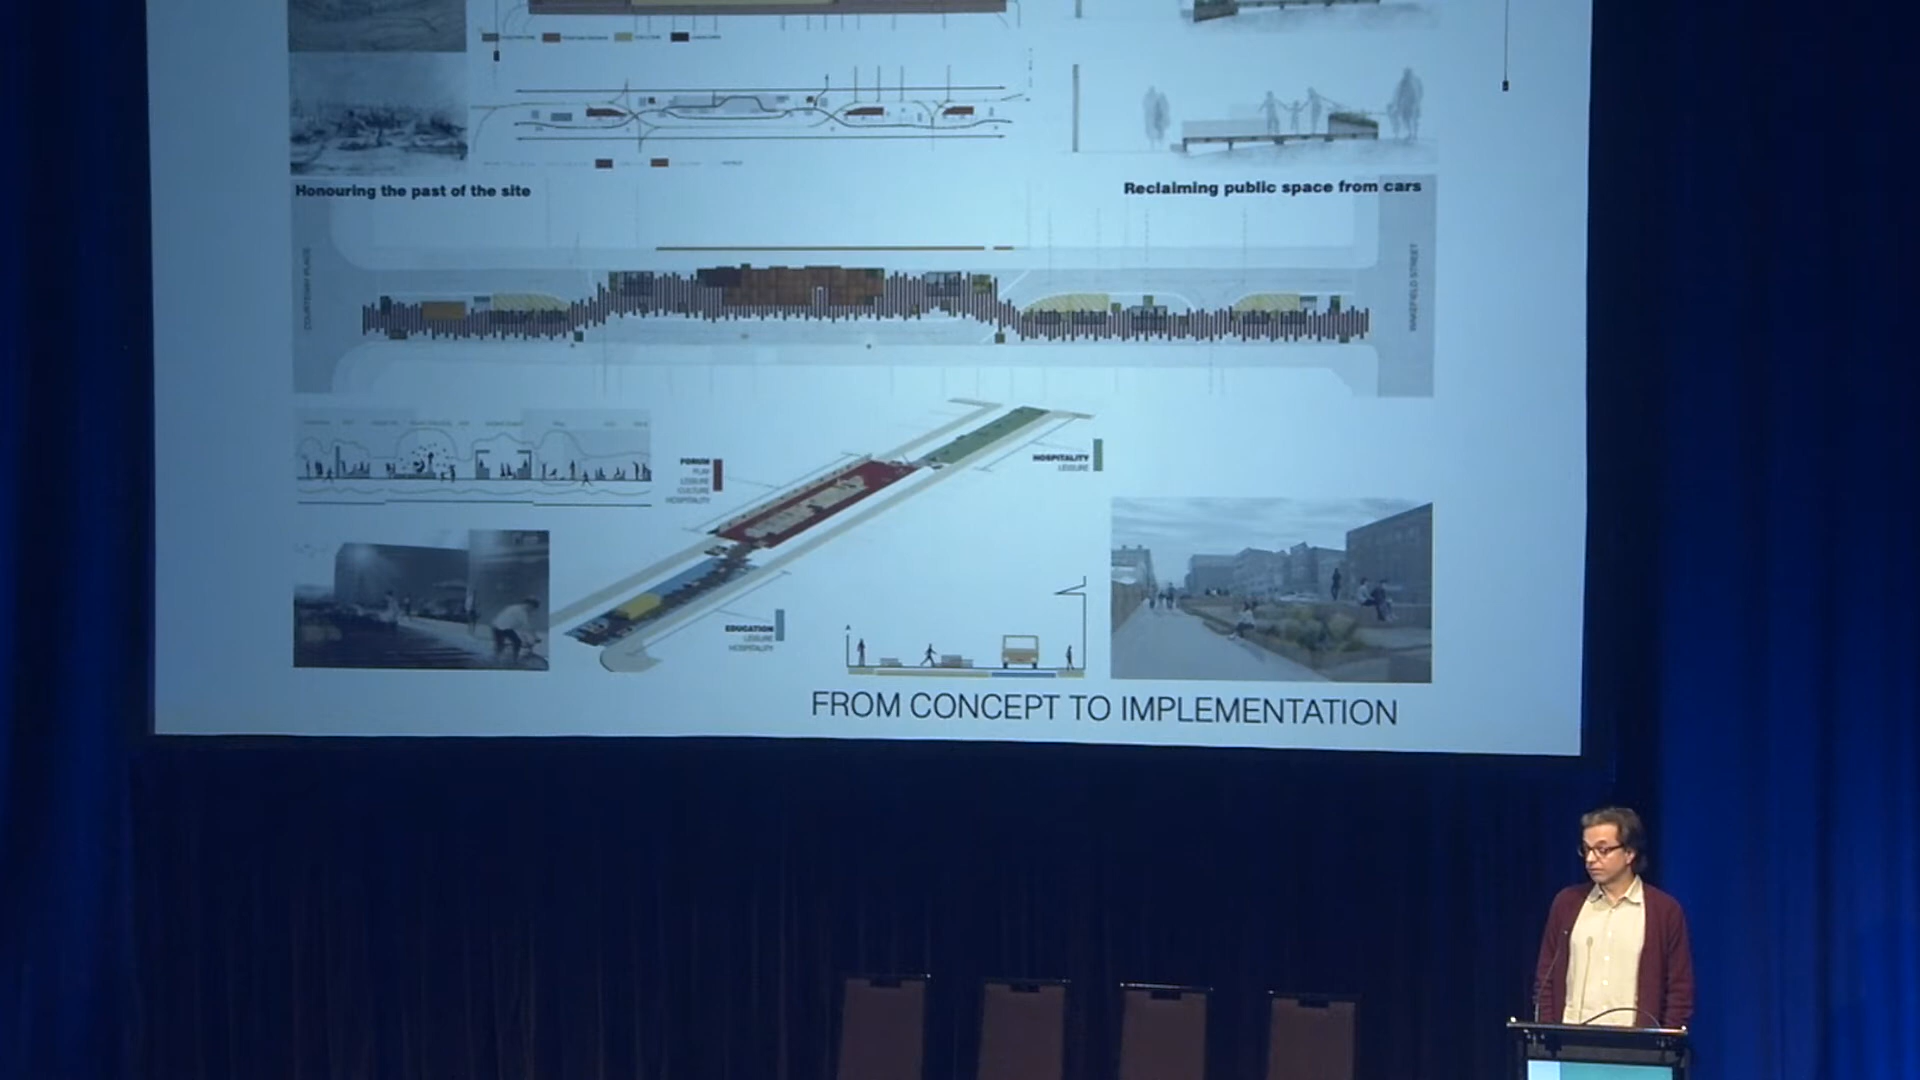 Honouring the past of the site
Reclaiming public space from cars
COURTENAY PLACE
WAKEFIELD STREET
FORUM
FILM
LEISURE
CULTURE
HOSPITALITY
HOSPITALITY
LEISURE
EDUCATION
LEISURE
HOSPITALITY
FROM CONCEPT TO IMPLEMENTATION